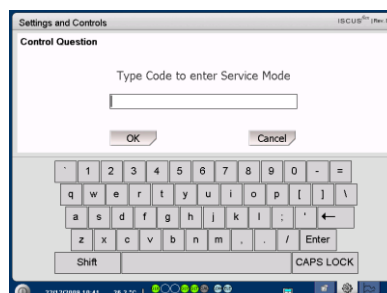 Settings and Controls
Control Question
Type Code to enter Service Mode
OK Cancel
` 1 2 3 4 5 6 7 8 9 0 - =
q w e r t y u i o p [ ] \
a s d f g h j k l ; ' ←
z x c v b n m , . / Enter
Shift CAPS LOCK